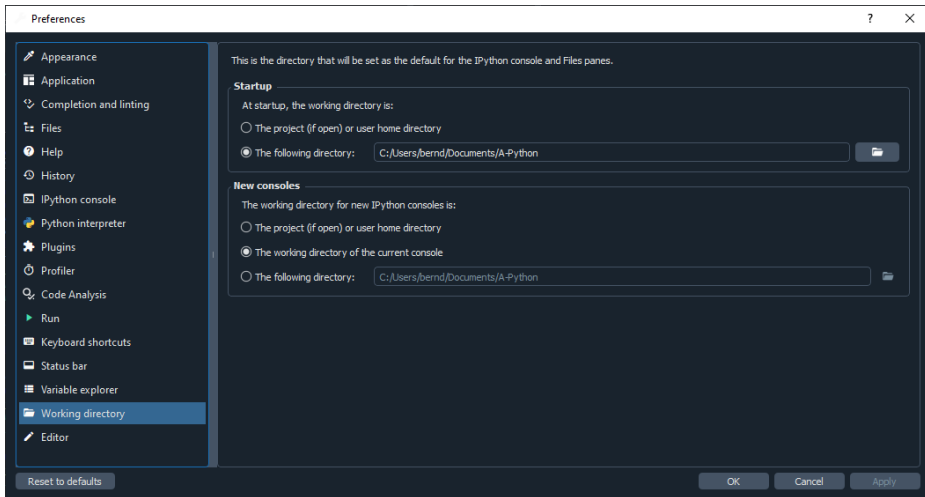 Preferences
?
Appearance
Application
Completion and linting
Files
Help
History
IPython console
Python interpreter
Plugins
Profiler
Code Analysis
Run
Keyboard shortcuts
Status bar
Variable explorer
Working directory
Editor
This is the directory that will be set as the default for the IPython console and Files panes.
Startup
At startup, the working directory is:
The project (if open) or user home directory
The following directory: C:/Users/bernd/Documents/A-Python
New consoles
The working directory for new IPython consoles is:
The project (if open) or user home directory
The working directory of the current console
The following directory: C:/Users/bernd/Documents/A-Python
Reset to defaults
OK Cancel Apply